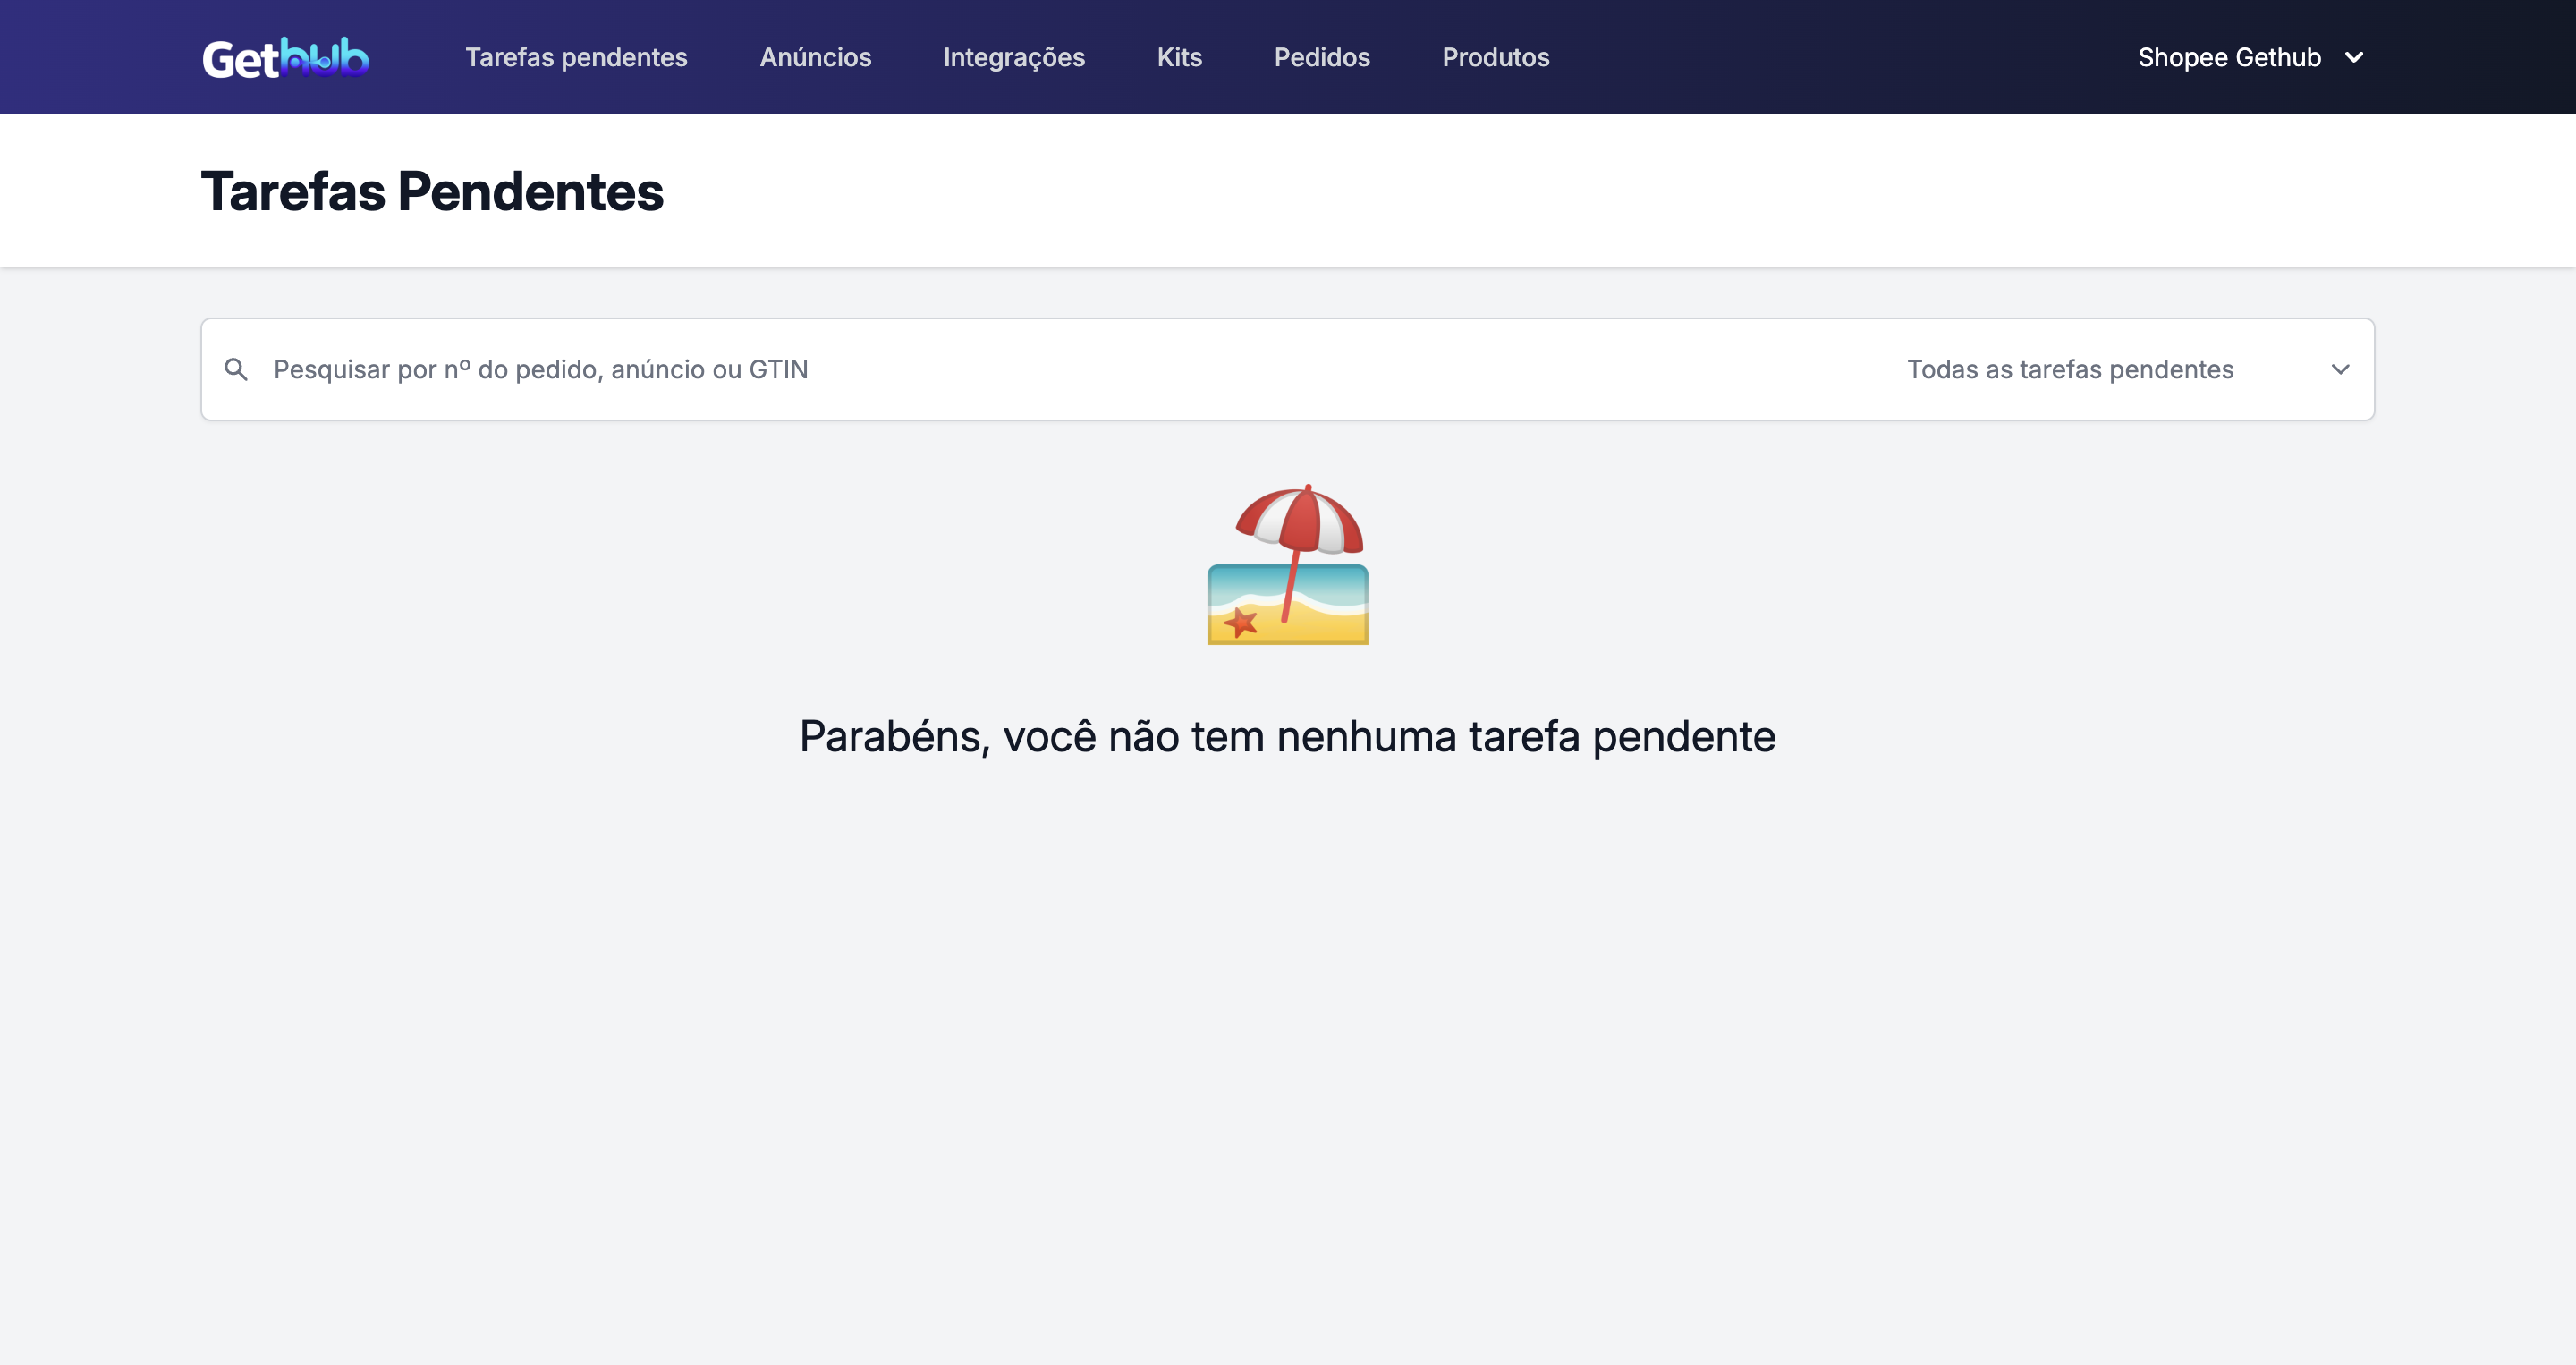 Gethub
Tarefas pendentes
Anúncios
Integrações
Kits
Pedidos
Produtos
Shopee Gethub
Tarefas Pendentes
Pesquisar por nº do pedido, anúncio ou GTIN
Todas as tarefas pendentes
Parabéns, você não tem nenhuma tarefa pendente